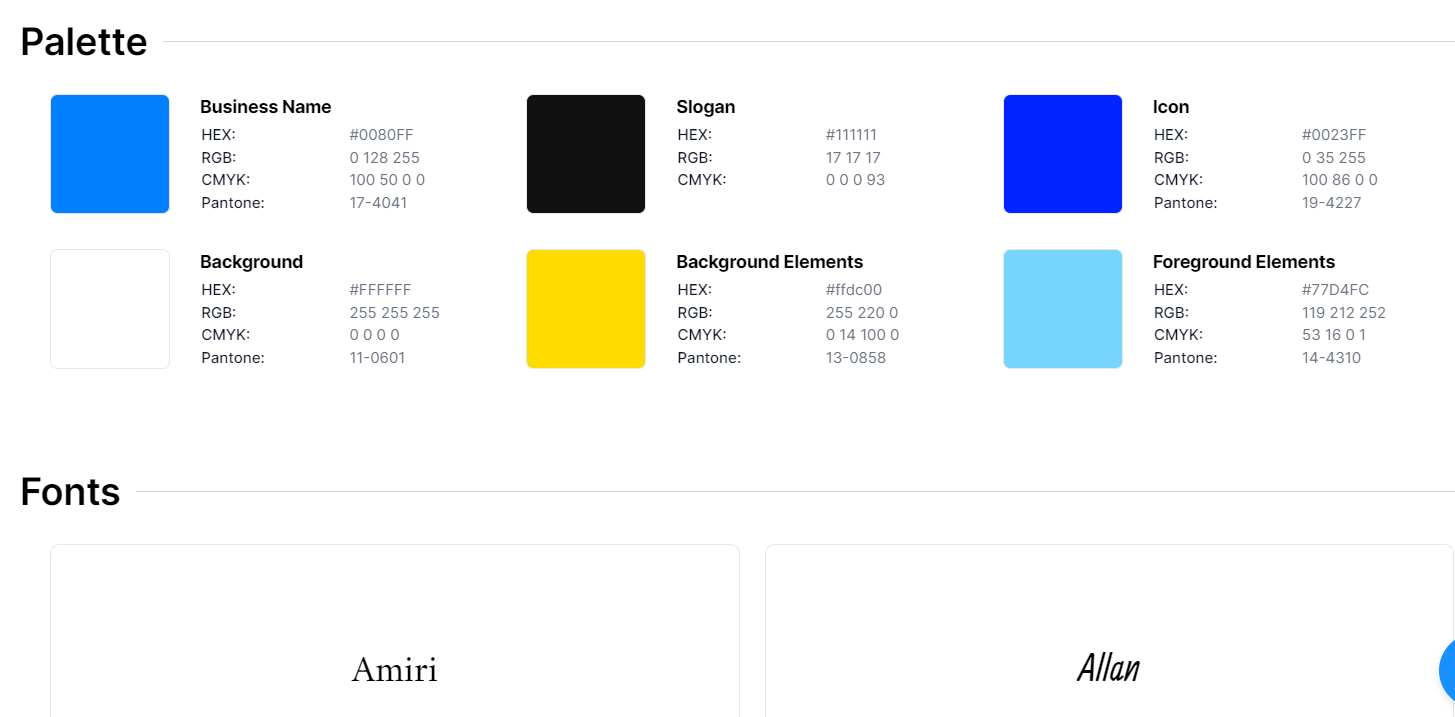 Palette
Business Name
HEX: #0080FF
RGB: 0 128 255
CMYK: 100 50 0 0
Pantone: 17-4041
Slogan
HEX: #111111
RGB: 17 17 17
CMYK: 0 0 0 93
Icon
HEX: #0023FF
RGB: 0 35 255
CMYK: 100 86 0 0
Pantone: 19-4227
Background
HEX: #FFFFFF
RGB: 255 255 255
CMYK: 0 0 0 0
Pantone: 11-0601
Background Elements
HEX: #ffdc00
RGB: 255 220 0
CMYK: 0 14 100 0
Pantone: 13-0858
Foreground Elements
HEX: #77D4FC
RGB: 119 212 252
CMYK: 53 16 0 1
Pantone: 14-4310
Fonts
Amiri
Allan